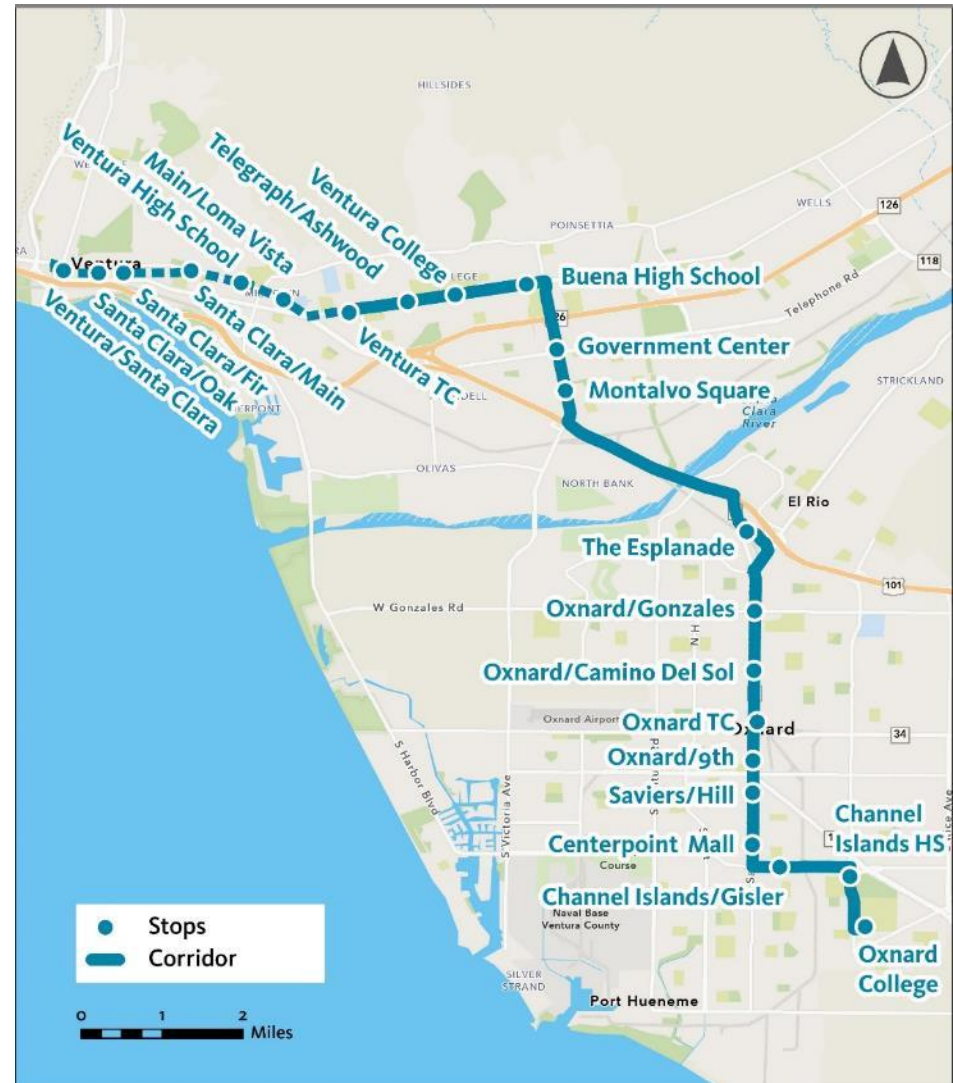 HILLSIDES
Ventura High School
Main/Loma Vista
Telegraph/Ashwood
Ventura College
POINSETTIA
WELLS
126
118
Ventura
Buena High School
Telephone Rd
126
Ventura/Santa Clara
Santa Clara/Oak
Santa Clara/Fir
Santa Clara/Main
Ventura TC
Government Center
Montalvo Square
STRICKLAND
Clara
River
OLIVAS
NORTH BANK
El Rio
The Esplanade
101
W Gonzales Rd
Oxnard/Gonzales
Oxnard/Camino Del Sol
Oxnard Airport
Oxnard TC
Oxnard
34
Oxnard/9th
S Harbor Blvd
S Victoria Ave
Saviers/Hill
Channel
Islands HS
Centerpoint Mall
Course
Channel Islands/Gisler
Naval Base
Ventura County
Oxnard
College
SILVER
STRAND
Port Hueneme
Stops
Corridor
0 1 2
Miles